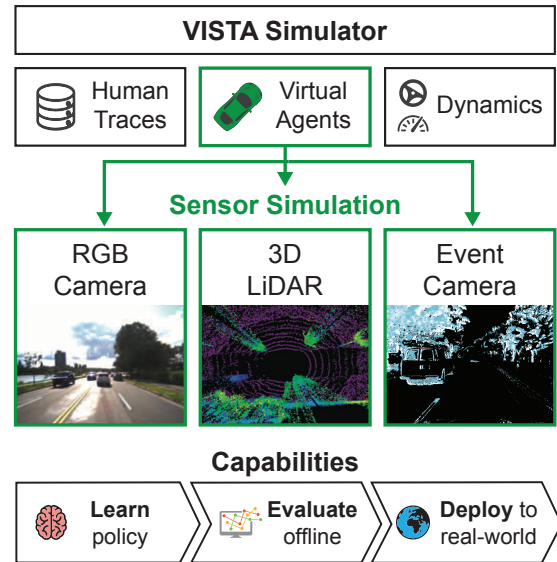 VISTA Simulator
Human
Traces
Virtual
Agents
Dynamics
Sensor Simulation
RGB
Camera
3D
LiDAR
Event
Camera
Capabilities
Learn
policy
Evaluate
offline
Deploy to
real-world